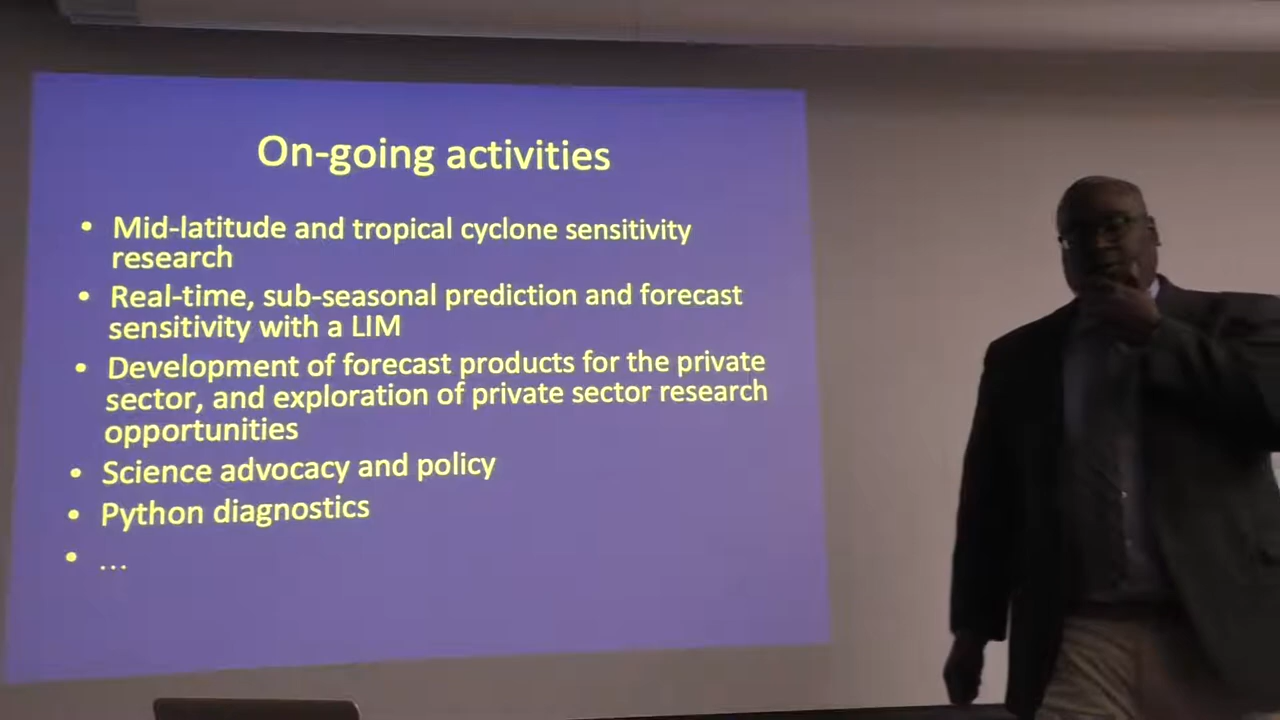 On-going activities
• Mid-latitude and tropical cyclone sensitivity
research
• Real-time, sub-seasonal prediction and forecast
sensitivity with a LIM
• Development of forecast products for the private
sector, and exploration of private sector research
opportunities
• Science advocacy and policy
• Python diagnostics
• ...